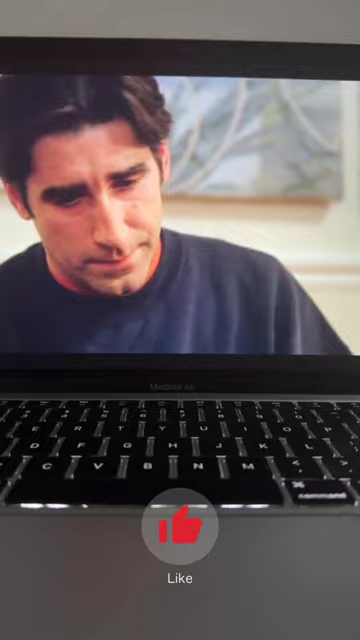 MacBook Air
E R T Y U I O P
D F G H J K L
C V B N M < >
⌘
command
Like